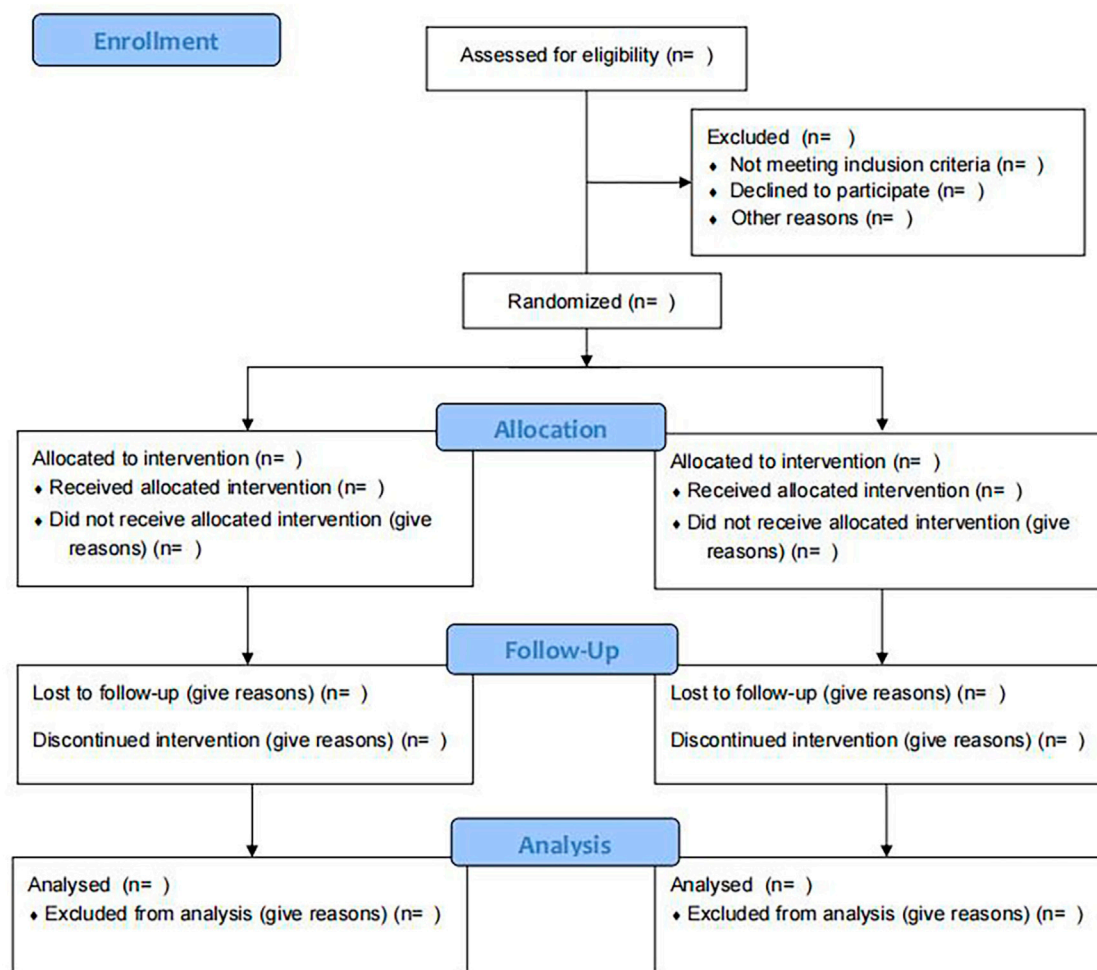 Enrollment
Assessed for eligibility (n=  )
Excluded  (n=  )
♦ Not meeting inclusion criteria (n=  )
♦ Declined to participate (n=  )
♦ Other reasons (n=  )
Randomized (n=  )
Allocation
Allocated to intervention (n=  )
♦ Received allocated intervention (n=  )
♦ Did not receive allocated intervention (give
reasons) (n=  )
Allocated to intervention (n=  )
♦ Received allocated intervention (n=  )
♦ Did not receive allocated intervention (give
reasons) (n=  )
Follow-Up
Lost to follow-up (give reasons) (n=  )
Discontinued intervention (give reasons) (n=  )
Lost to follow-up (give reasons) (n=  )
Discontinued intervention (give reasons) (n=  )
Analysis
Analysed  (n=  )
♦ Excluded from analysis (give reasons) (n=  )
Analysed  (n=  )
♦ Excluded from analysis (give reasons) (n=  )